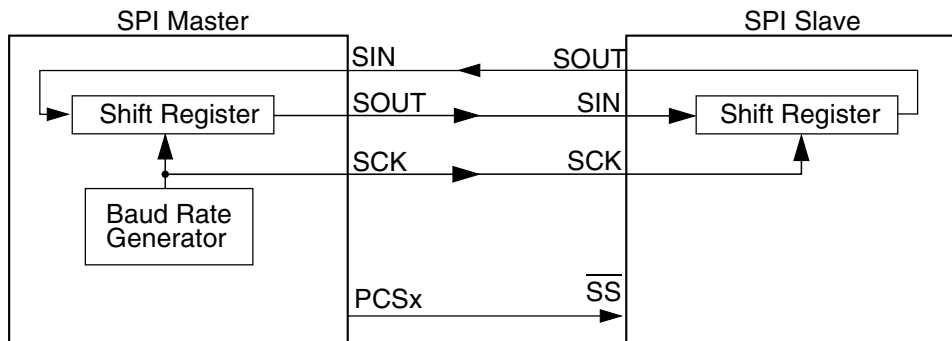 SPI Master
SPI Slave
SIN
SOUT
Shift Register
SOUT
SIN
Shift Register
SCK
SCK
Baud Rate
Generator
PCSx
SS